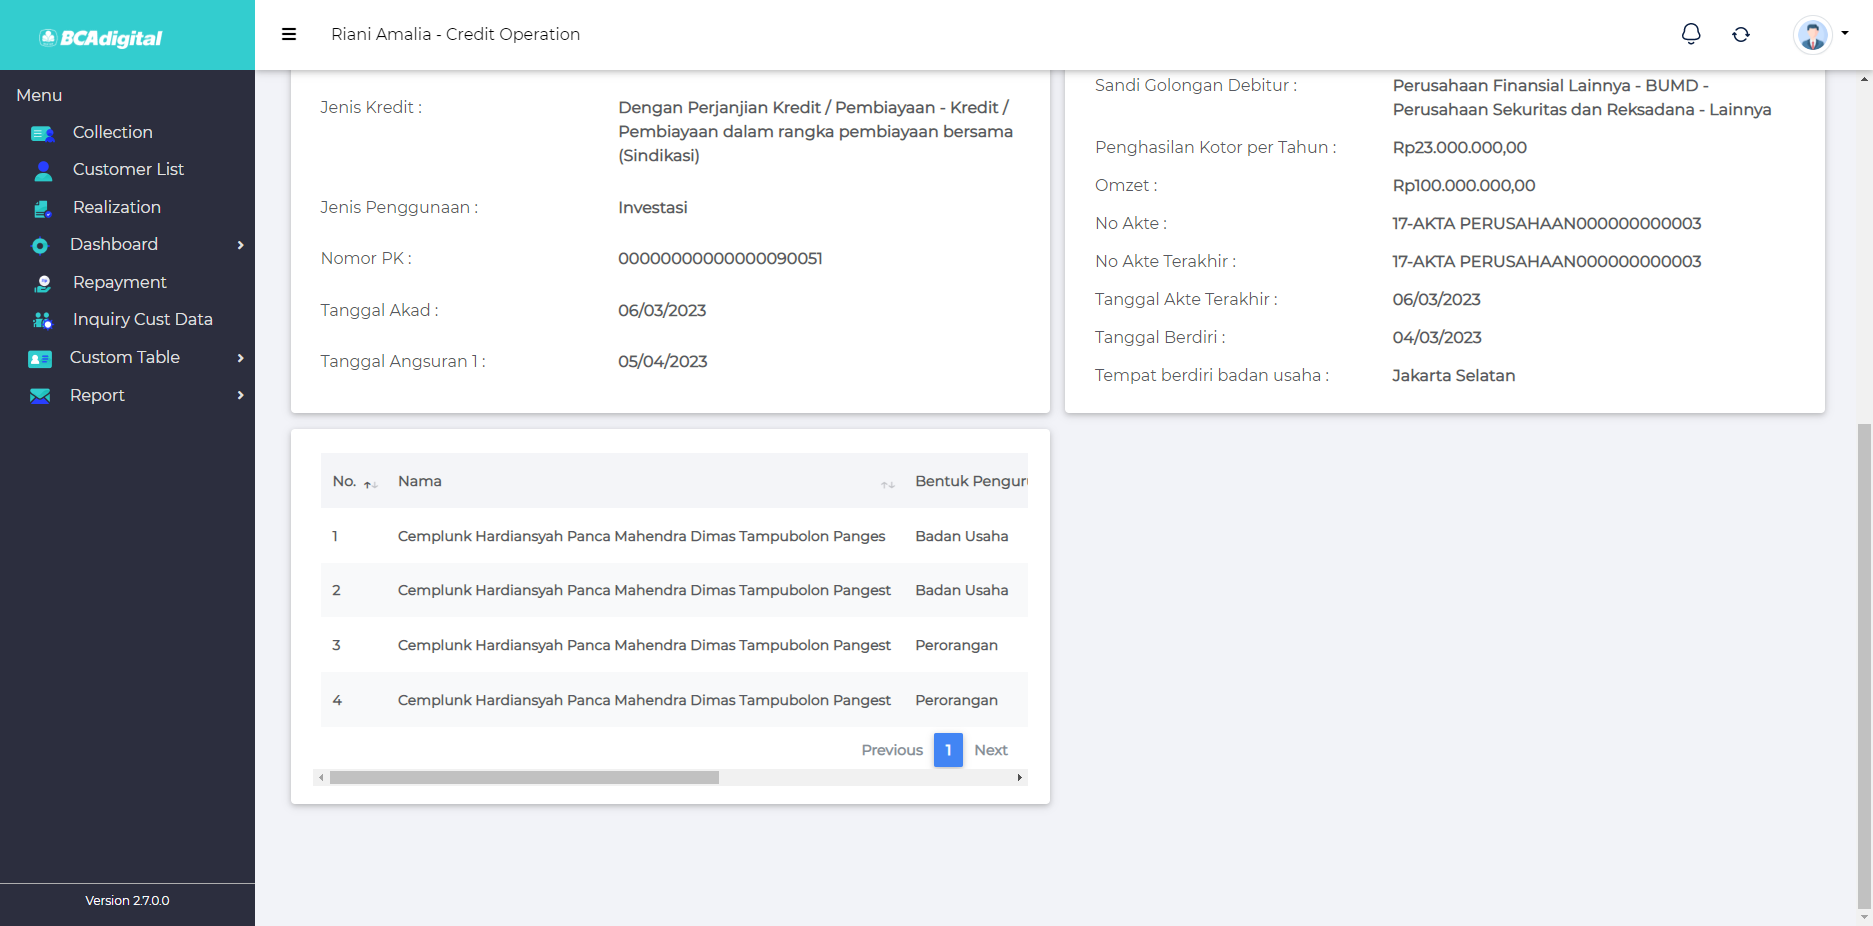 BCAdigital
Riani Amalia - Credit Operation
Menu
Collection
Customer List
Realization
Dashboard
Repayment
Inquiry Cust Data
Custom Table
Report
Version 2.7.0.0
Jenis Kredit :
Dengan Perjanjian Kredit / Pembiayaan - Kredit /
Pembiayaan dalam rangka pembiayaan bersama
(Sindikasi)
Jenis Penggunaan :
Investasi
Nomor PK :
00000000000000090051
Tanggal Akad :
06/03/2023
Tanggal Angsuran 1 :
05/04/2023
Sandi Golongan Debitur :
Perusahaan Finansial Lainnya - BUMD -
Perusahaan Sekuritas dan Reksadana - Lainnya
Penghasilan Kotor per Tahun :
Rp23.000.000,00
Omzet :
Rp100.000.000,00
No Akte :
17-AKTA PERUSAHAAN000000000003
No Akte Terakhir :
17-AKTA PERUSAHAAN000000000003
Tanggal Akte Terakhir :
06/03/2023
Tanggal Berdiri :
04/03/2023
Tempat berdiri badan usaha :
Jakarta Selatan
No. Nama Bentuk Pengur
1 Cemplunk Hardiansyah Panca Mahendra Dimas Tampubolon Panges Badan Usaha
2 Cemplunk Hardiansyah Panca Mahendra Dimas Tampubolon Pangest Badan Usaha
3 Cemplunk Hardiansyah Panca Mahendra Dimas Tampubolon Pangest Perorangan
4 Cemplunk Hardiansyah Panca Mahendra Dimas Tampubolon Pangest Perorangan
Previous 1 Next